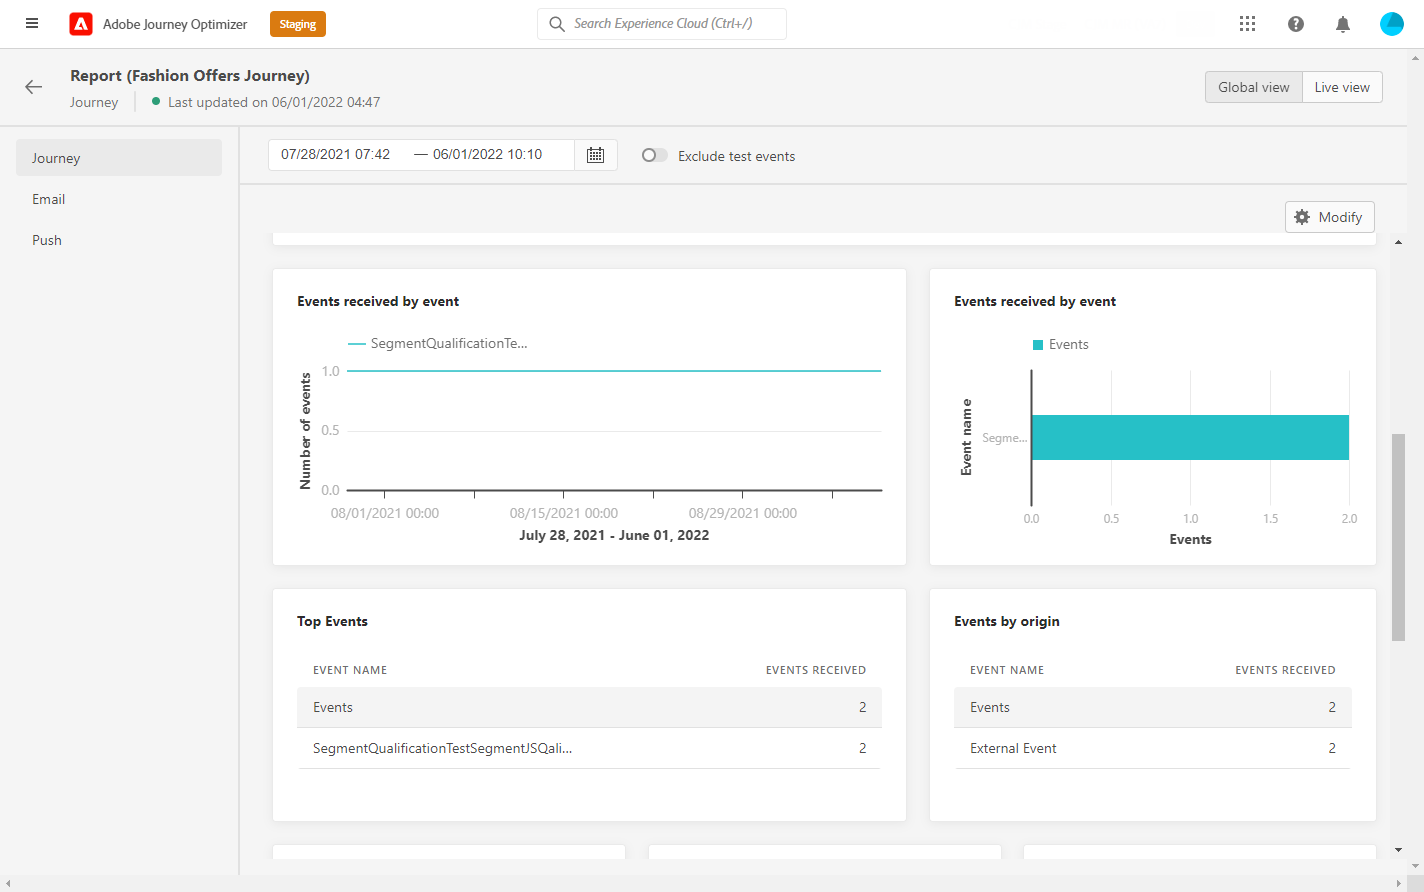 Adobe Journey Optimizer
Staging
Search Experience Cloud (Ctrl+/)
Report (Fashion Offers Journey)
Journey
Last updated on 06/01/2022 04:47
Global view
Live view
Journey
Email
Push
07/28/2021 07:42 — 06/01/2022 10:10
Exclude test events
Modify
Events received by event
SegmentQualificationTe...
Number of events
1.0
0.5
0.0
08/01/2021 00:00 08/15/2021 00:00 08/29/2021 00:00
July 28, 2021 - June 01, 2022
Events received by event
Events
Event name
Segme...
0.0 0.5 1.0 1.5 2.0
Events
Top Events
EVENT NAME EVENTS RECEIVED
Events 2
SegmentQualificationTestSegmentJSQali... 2
Events by origin
EVENT NAME EVENTS RECEIVED
Events 2
External Event 2